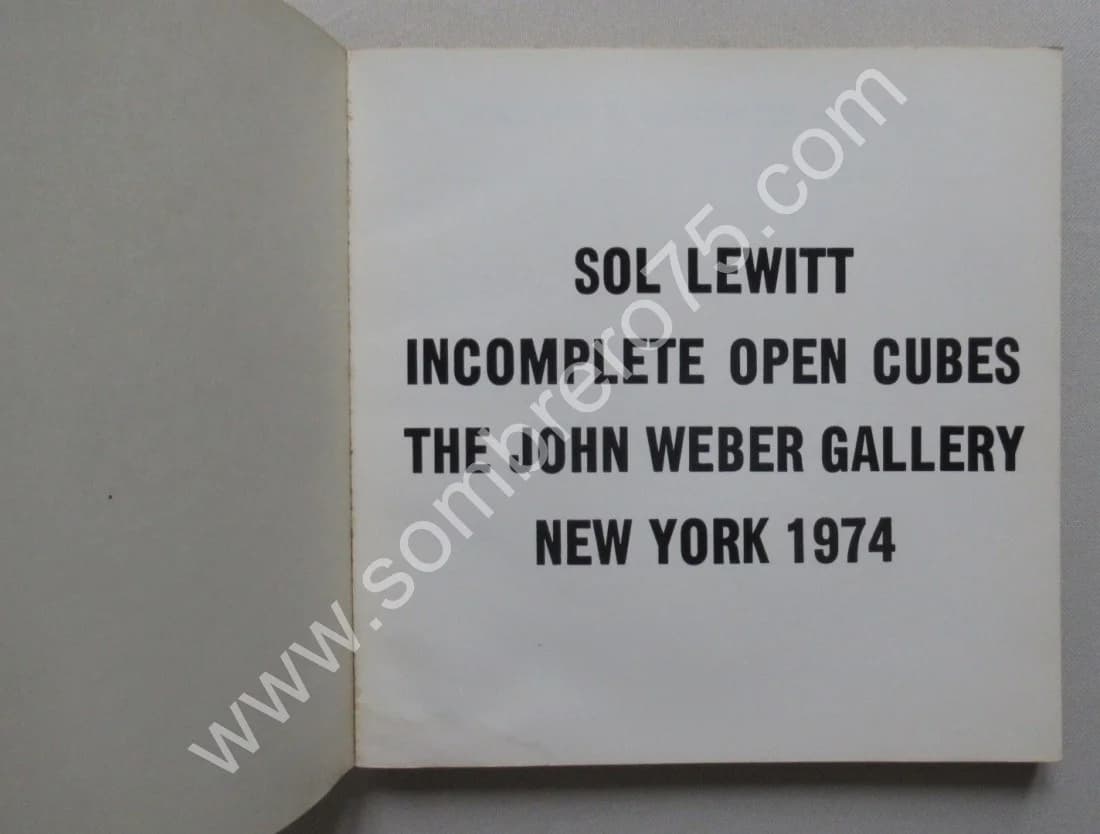 SOL LEWITT
INCOMPLETE OPEN CUBES
THE JOHN WEBER GALLERY
NEW YORK 1974
www.sombrero75.com